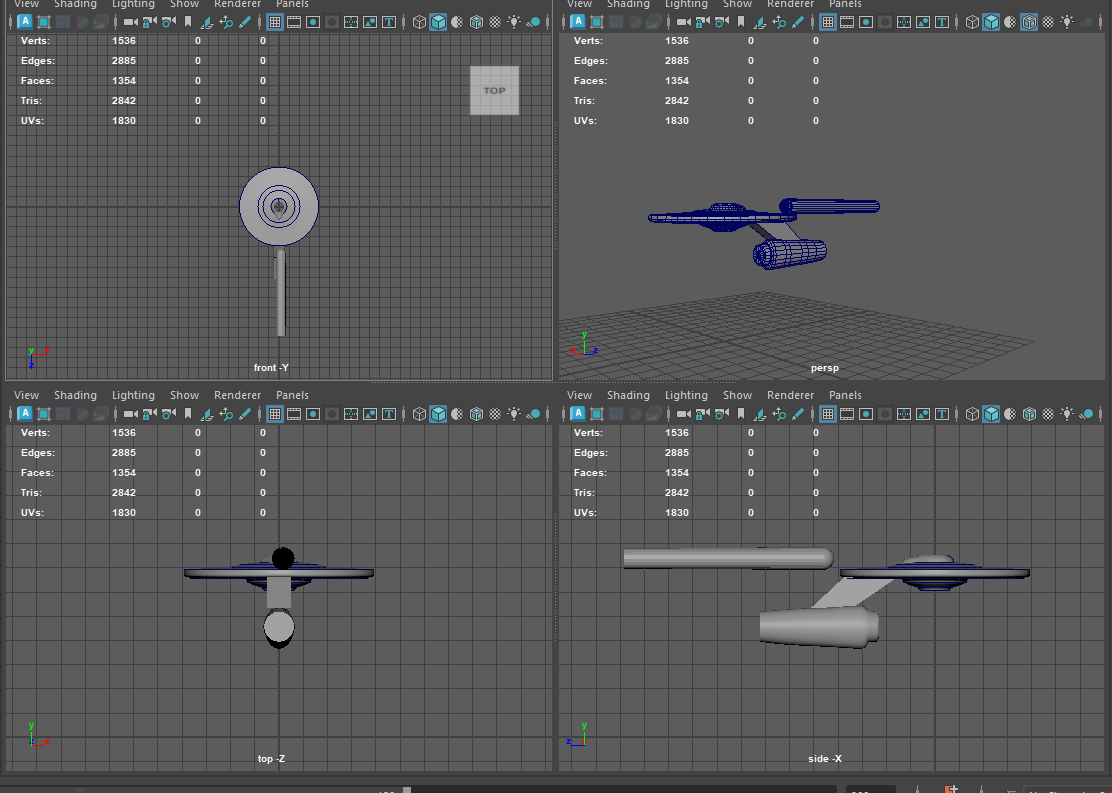 View Shading Lighting Show Renderer Panels
A T
Verts: 1536 0 0
Edges: 2885 0 0
Faces: 1354 0 0
Tris: 2842 0 0
UVs: 1830 0 0
TOP
y x
z
front -Y
View Shading Lighting Show Renderer Panels
A T
Verts: 1536 0 0
Edges: 2885 0 0
Faces: 1354 0 0
Tris: 2842 0 0
UVs: 1830 0 0
y
x z
persp
View Shading Lighting Show Renderer Panels
A T
Verts: 1536 0 0
Edges: 2885 0 0
Faces: 1354 0 0
Tris: 2842 0 0
UVs: 1830 0 0
y
z x
top -Z
View Shading Lighting Show Renderer Panels
A T
Verts: 1536 0 0
Edges: 2885 0 0
Faces: 1354 0 0
Tris: 2842 0 0
UVs: 1830 0 0
y
z
side -X